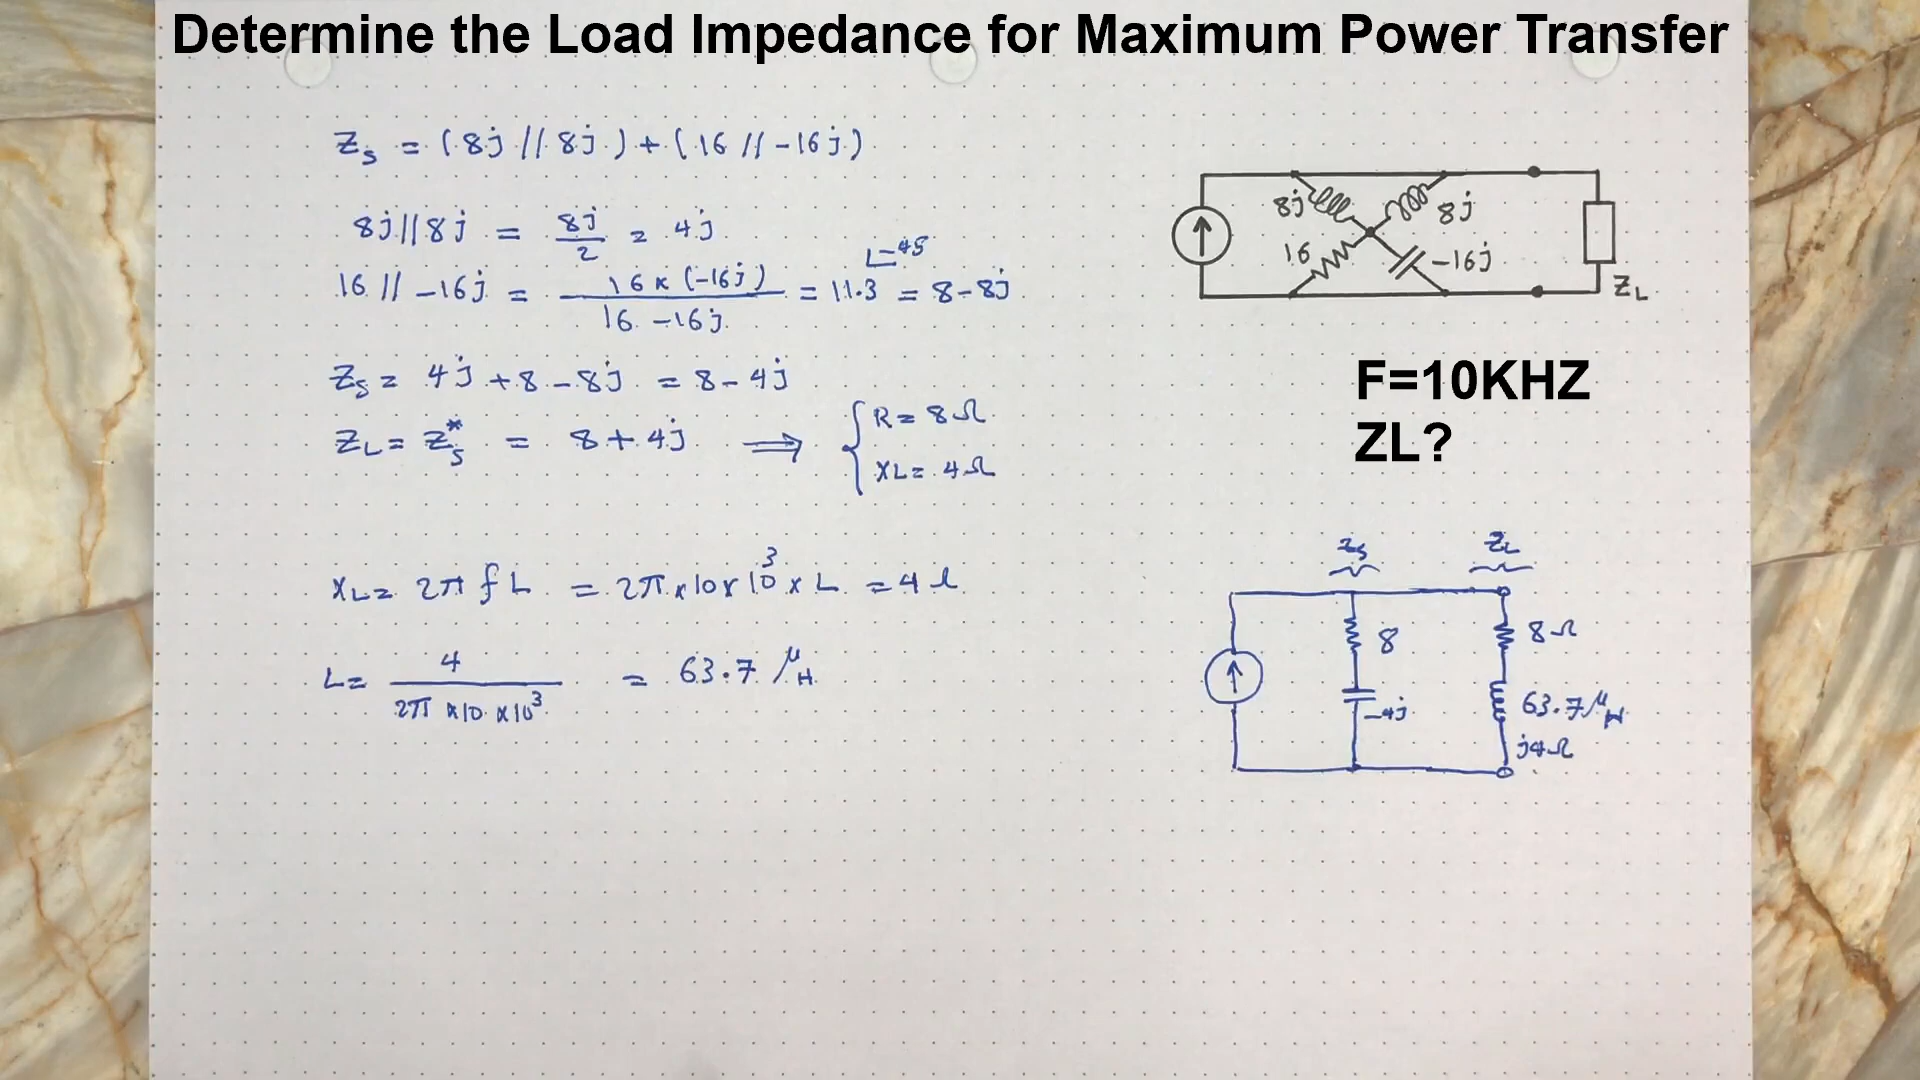 Determine the Load Impedance for Maximum Power Transfer
Zs = (8j // 8j) + (16 // -16j)
8j || 8j = 8j / 2 = 4j
16 // -16j = 16 x (-16j) / 16 - 16j = 11.3 ∠-45 = 8 - 8j
Zs = 4j + 8 - 8j = 8 - 4j
ZL = Zs* = 8 + 4j ⟹ { R = 8Ω
XL = 4Ω
XL = 2π f L = 2π x 10 x 10³ x L = 4
L = 4 / 2π x 10 x 10³ = 63.7 μH
8j 8j
16 -16j
ZL
F=10KHZ
ZL?
Zs ZL
8 8Ω
-4j 63.7μH
j4Ω